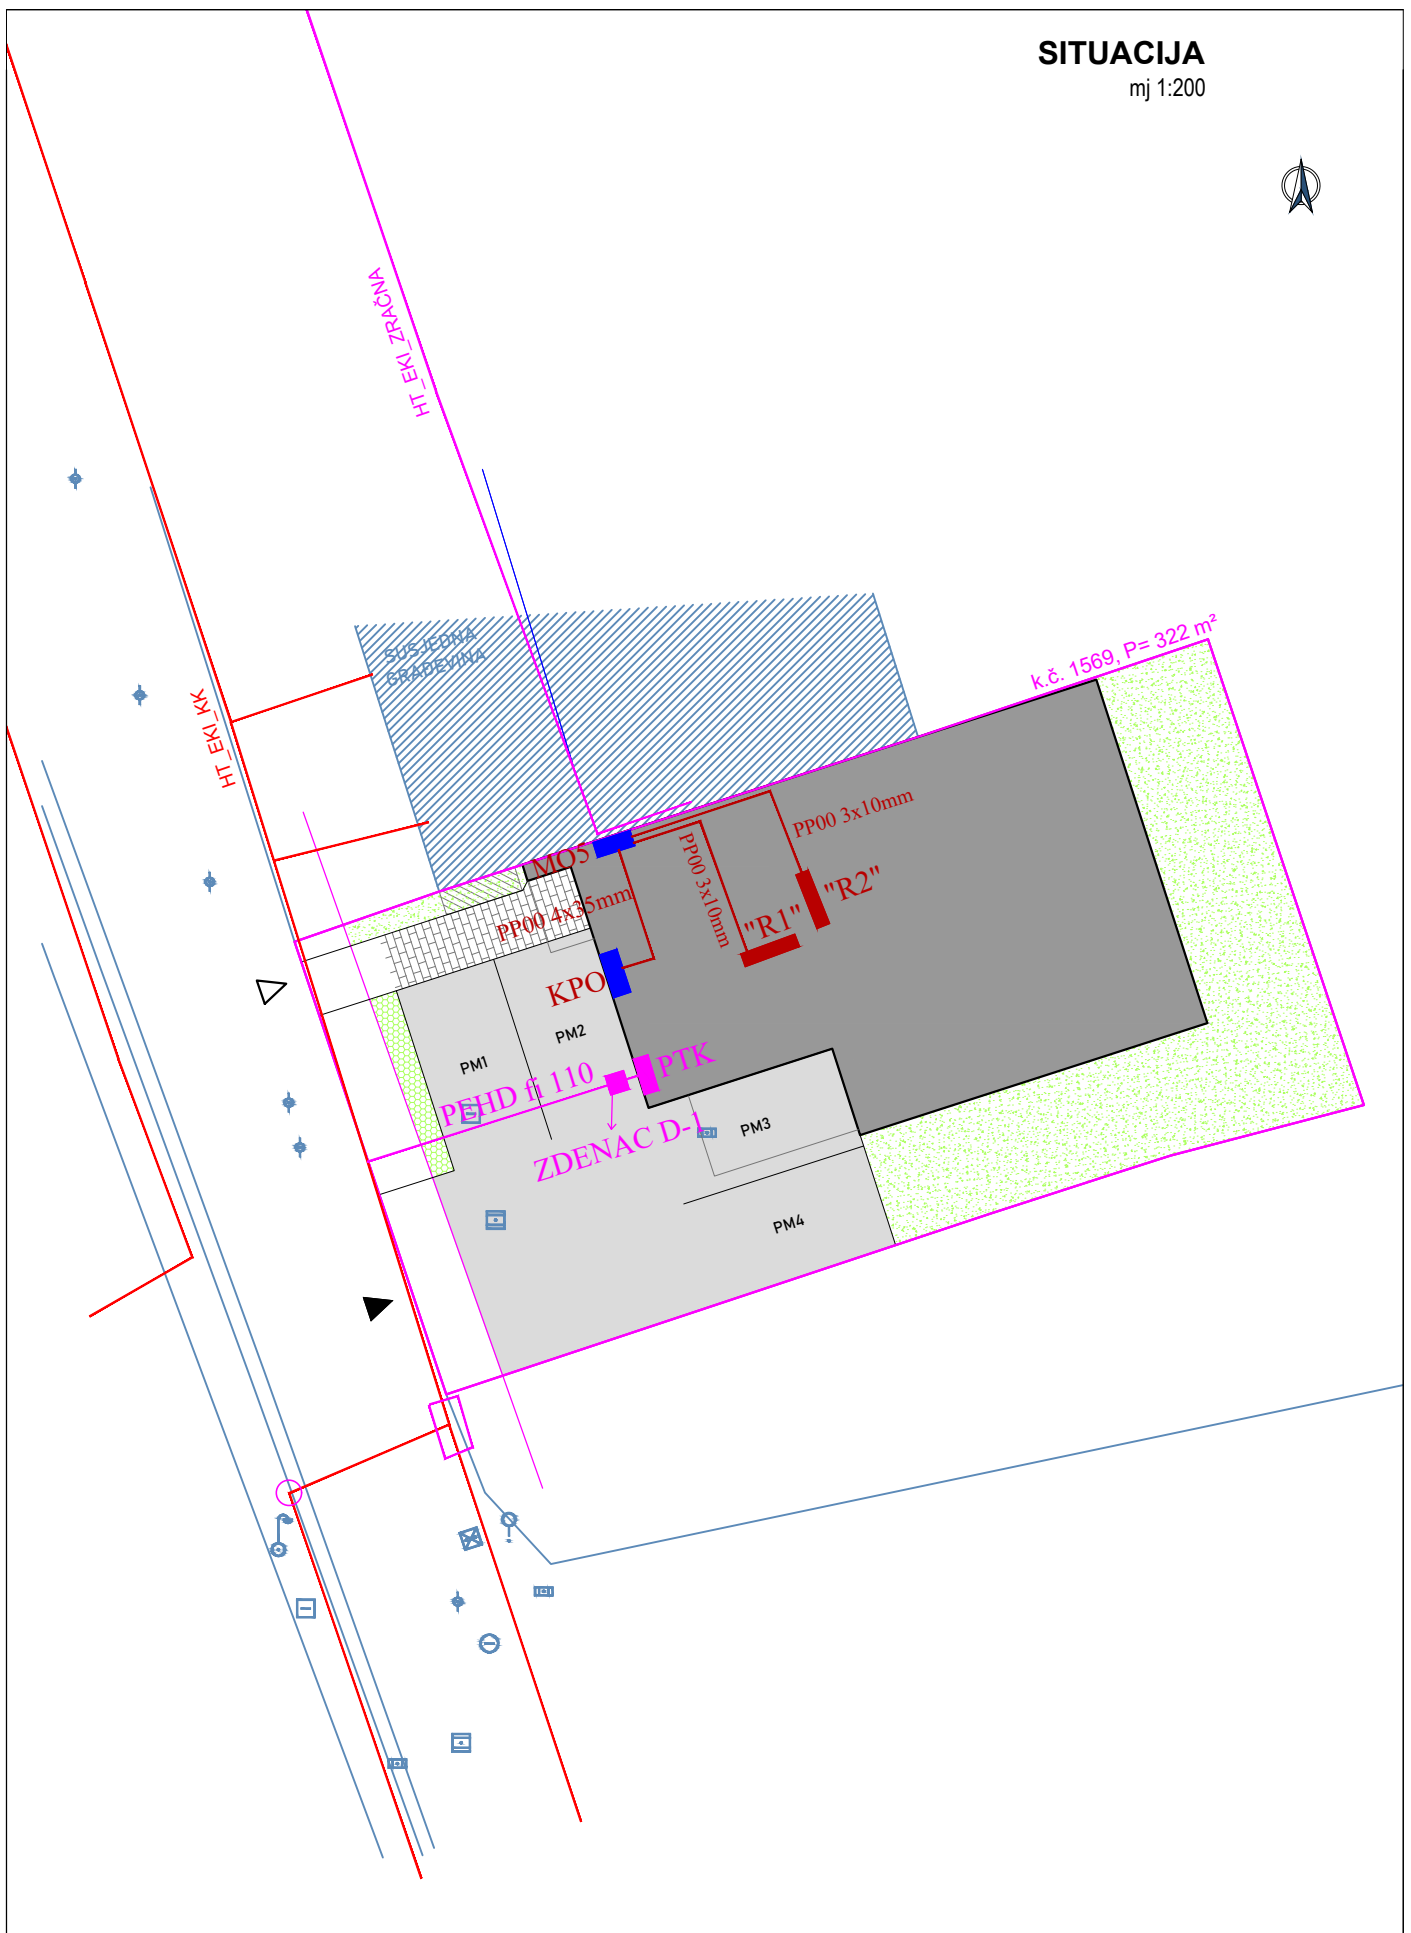 SITUACIJA
mj 1:200
HT_EKI_ZRAČNA
SUSJEDNA
GRAĐEVINA
k.č. 1569, P= 322 m²
HT_EKI_KK
PP00 3x10mm
MO5
PP00 3x10mm
"R2"
PP00 4x35mm
"R1"
KPO
PM2
PM1
PTK
PEHD fi 110
ZDENAC D-1
PM3
PM4